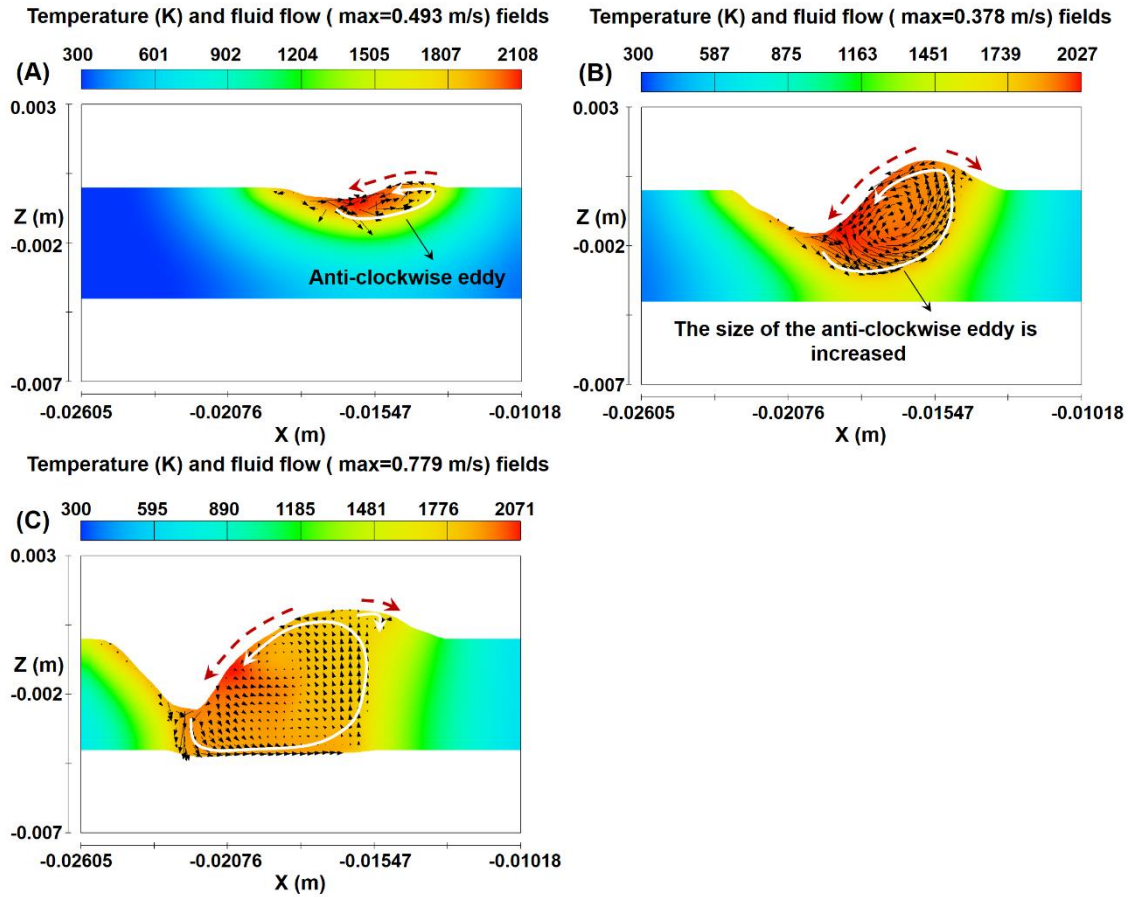 Temperature (K) and fluid flow ( max=0.493 m/s) fields
300 601 902 1204 1505 1807 2108
(A)
0.003
Z (m)
-0.002
Anti-clockwise eddy
-0.007
-0.02605 -0.02076 -0.01547 -0.01018
X (m)
Temperature (K) and fluid flow ( max=0.378 m/s) fields
300 587 875 1163 1451 1739 2027
(B)
0.003
Z (m)
-0.002
The size of the anti-clockwise eddy is
increased
-0.007
-0.02605 -0.02076 -0.01547 -0.01018
X (m)
Temperature (K) and fluid flow ( max=0.779 m/s) fields
300 595 890 1185 1481 1776 2071
(C)
0.003
Z (m)
-0.002
-0.007
-0.02605 -0.02076 -0.01547 -0.01018
X (m)